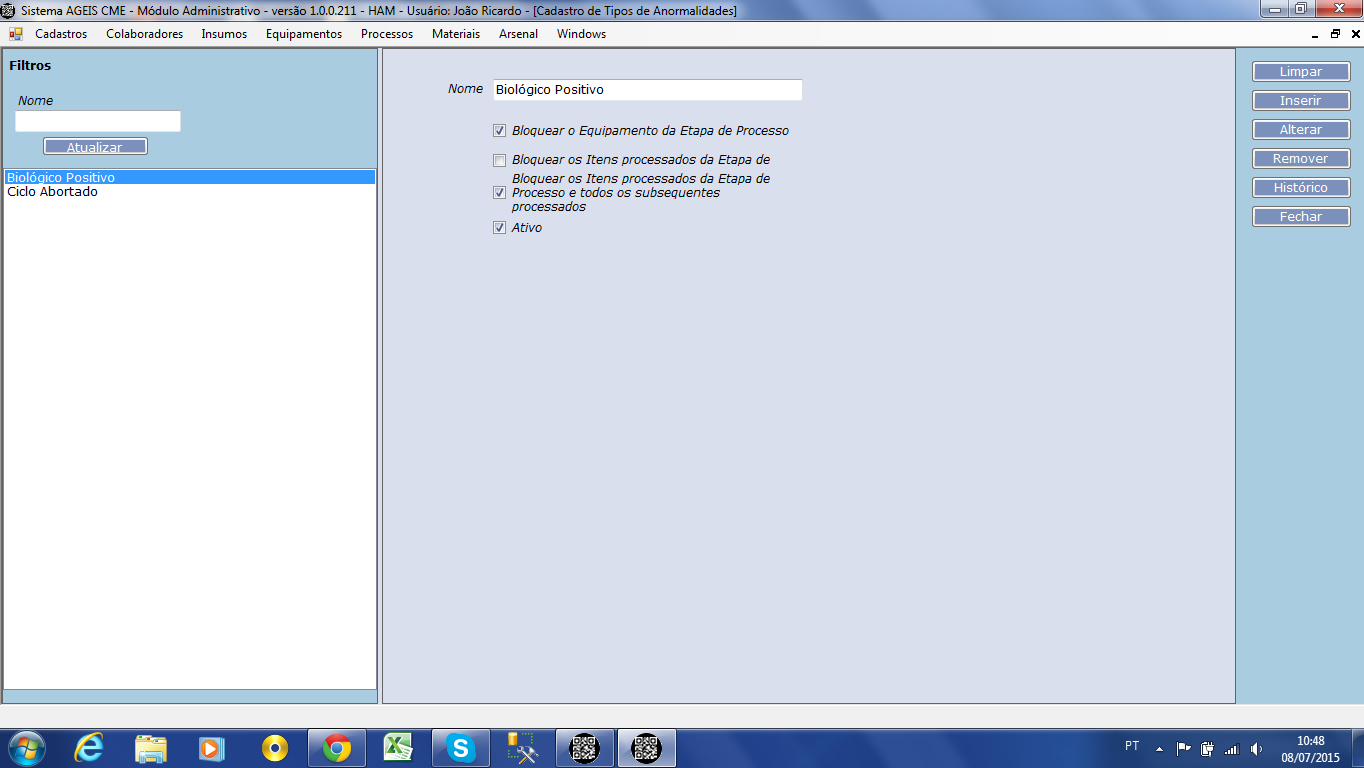 Sistema AGEIS CME - Módulo Administrativo - versão 1.0.0.211 - HAM - Usuário: João Ricardo - [Cadastro de Tipos de Anormalidades]
Cadastros Colaboradores Insumos Equipamentos Processos Materiais Arsenal Windows
Filtros
Nome
Atualizar
Biológico Positivo
Ciclo Abortado
Nome Biológico Positivo
Bloquear o Equipamento da Etapa de Processo
Bloquear os Itens processados da Etapa de
Bloquear os Itens processados da Etapa de
Processo e todos os subsequentes
processados
Ativo
Limpar
Inserir
Alterar
Remover
Histórico
Fechar
PT
10:48
08/07/2015